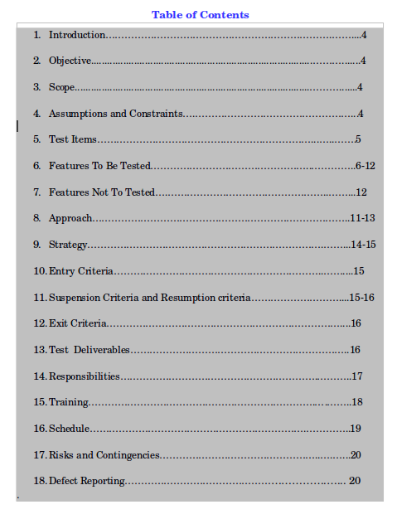 Table of Contents
1. Introduction.......................................................................4
2. Objective...........................................................................4
3. Scope.................................................................................4
4. Assumptions and Constraints..............................................4
5. Test Items..........................................................................5
6. Features To Be Tested........................................................6-12
7. Features Not To Tested.......................................................12
8. Approach..........................................................................11-13
9. Strategy............................................................................14-15
10. Entry Criteria....................................................................15
11. Suspension Criteria and Resumption criteria..........................15-16
12. Exit Criteria......................................................................16
13. Test Deliverables...............................................................16
14. Responsibilities..................................................................17
15. Training............................................................................18
16. Schedule...........................................................................19
17. Risks and Contingencies.....................................................20
18. Defect Reporting............................................................... 20